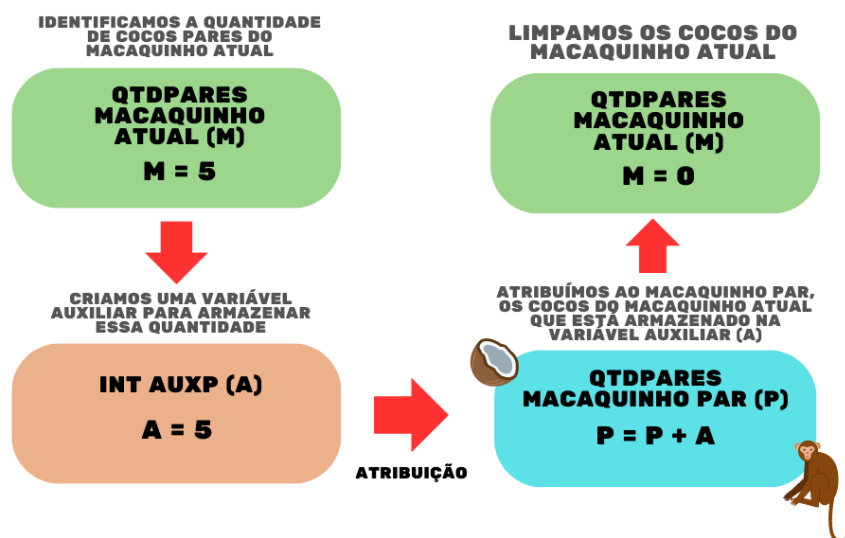 IDENTIFICAMOS A QUANTIDADE
DE COCOS PARES DO
MACAQUINHO ATUAL
QTDPARES
MACAQUINHO
ATUAL (M)
M = 5
CRIAMOS UMA VARIÁVEL
AUXILIAR PARA ARMAZENAR
ESSA QUANTIDADE
INT AUXP (A)
A = 5
ATRIBUIÇÃO
ATRIBUÍMOS AO MACAQUINHO PAR,
OS COCOS DO MACAQUINHO ATUAL
QUE ESTÁ ARMAZENADO NA
VARIÁVEL AUXILIAR (A)
QTDPARES
MACAQUINHO PAR (P)
P = P + A
LIMPAMOS OS COCOS DO
MACAQUINHO ATUAL
QTDPARES
MACAQUINHO
ATUAL (M)
M = 0